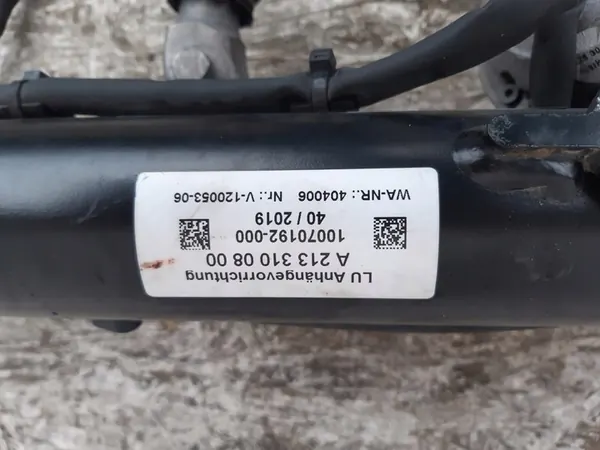 LU Anhängevorrichtung
A 213 310 08 00
10070192-000
40 / 2019
WA-NR.: 404006 Nr.: V-120053-06